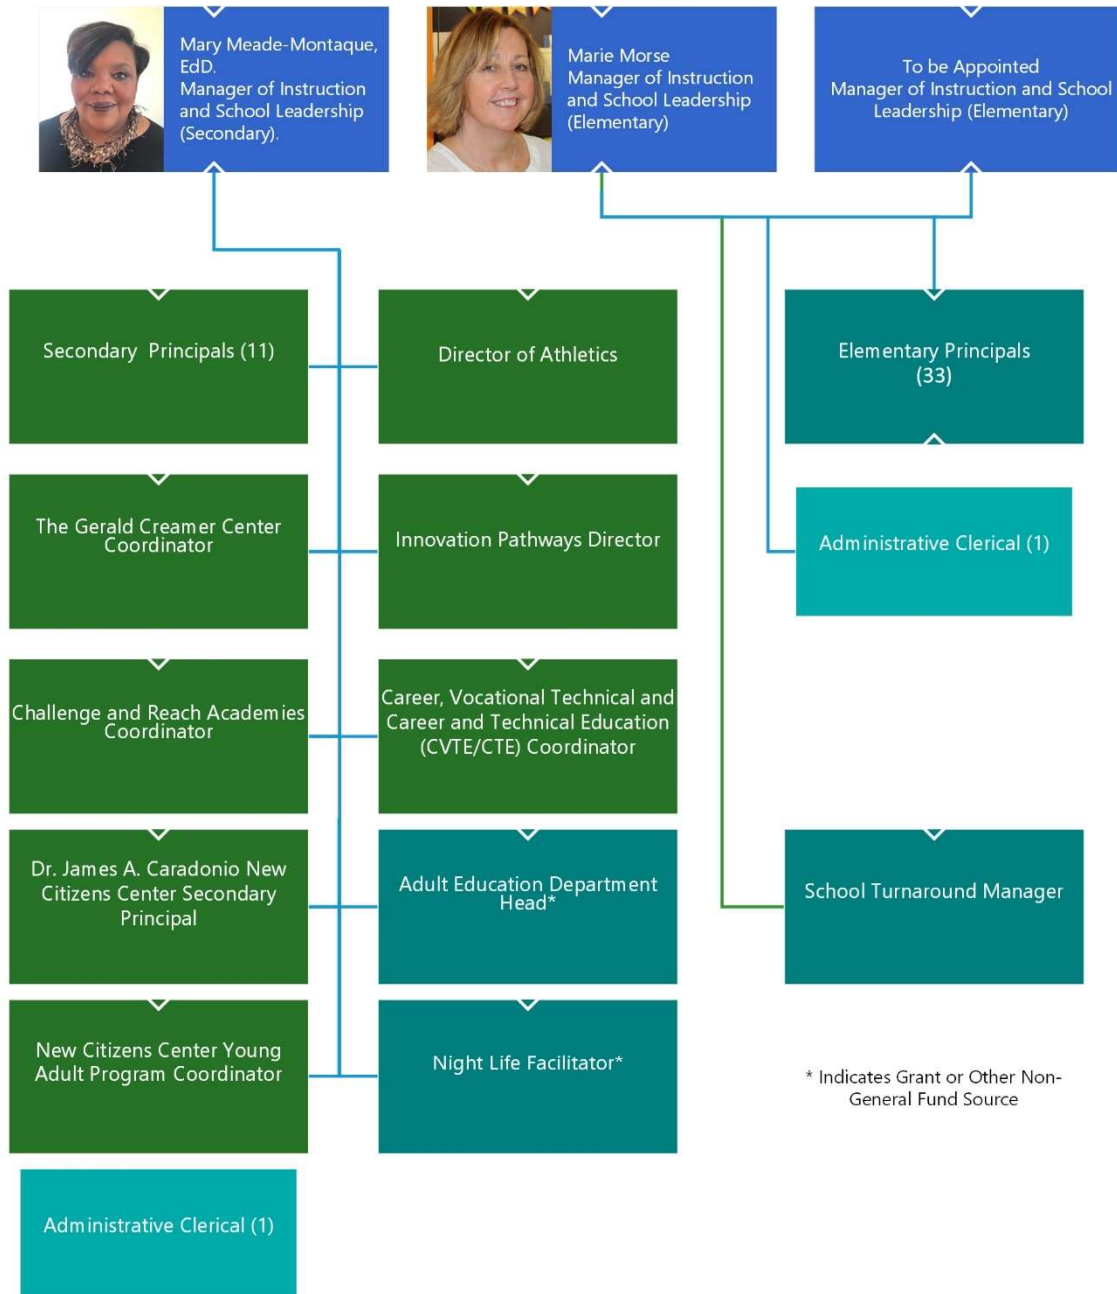 Mary Meade-Montaque,
EdD.
Manager of Instruction
and School Leadership
(Secondary).
Marie Morse
Manager of Instruction
and School Leadership
(Elementary)
To be Appointed
Manager of Instruction and School
Leadership (Elementary)
Secondary Principals (11)
Director of Athletics
Elementary Principals
(33)
The Gerald Creamer Center
Coordinator
Innovation Pathways Director
Administrative Clerical (1)
Challenge and Reach Academies
Coordinator
Career, Vocational Technical and
Career and Technical Education
(CVTE/CTE) Coordinator
Dr. James A. Caradonio New
Citizens Center Secondary
Principal
Adult Education Department
Head*
School Turnaround Manager
New Citizens Center Young
Adult Program Coordinator
Night Life Facilitator*
* Indicates Grant or Other Non-
General Fund Source
Administrative Clerical (1)